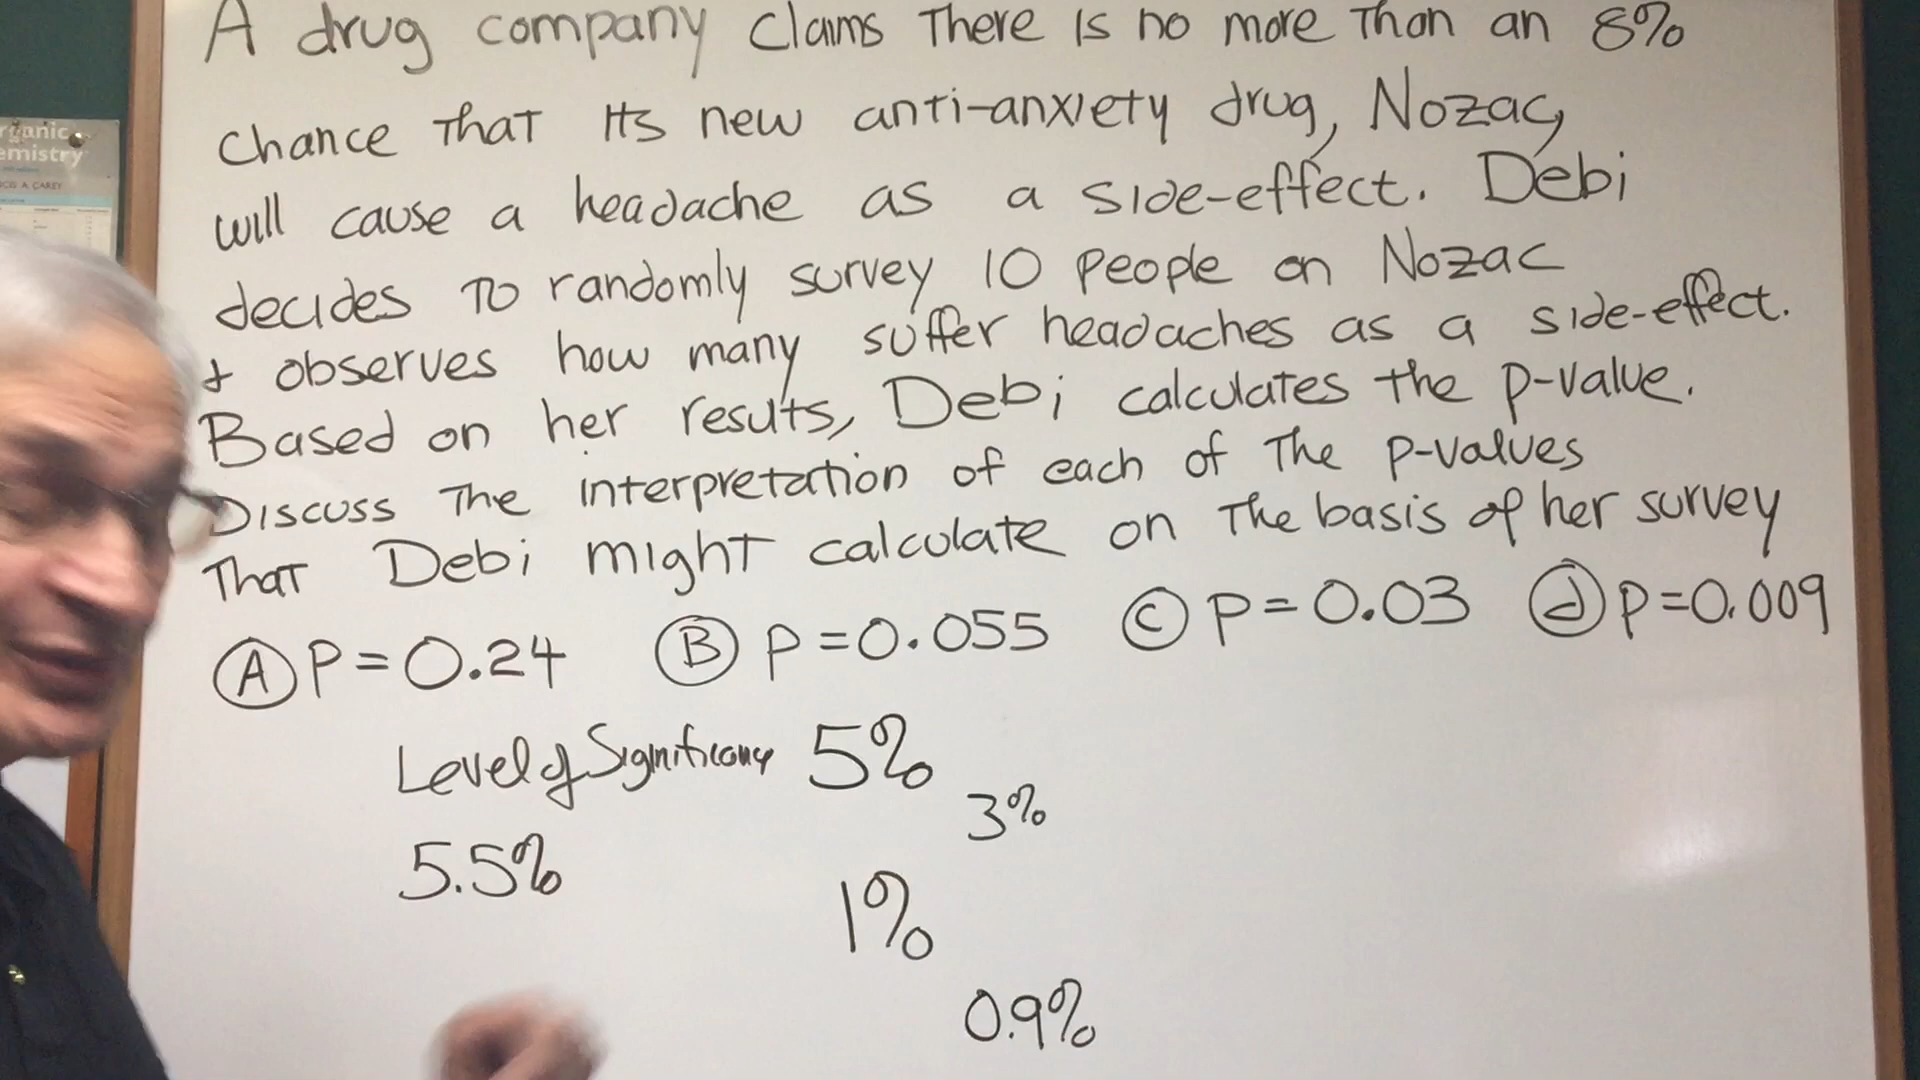 A drug company claims there is no more than an 8%
chance that its new anti-anxiety drug, Nozac,
will cause a headache as a side-effect. Debi
decides to randomly survey 10 people on Nozac
+ observes how many suffer headaches as a side-effect.
Based on her results, Debi calculates the p-value.
Discuss the interpretation of each of the p-values
that Debi might calculate on the basis of her survey
(A) P=0.24 (B) p=0.055 (C) p=0.03 (d) p=0.009
Level of Significance 5%
3%
5.5%
1%
0.9%
rganic
emistry
CIS A. CAREY